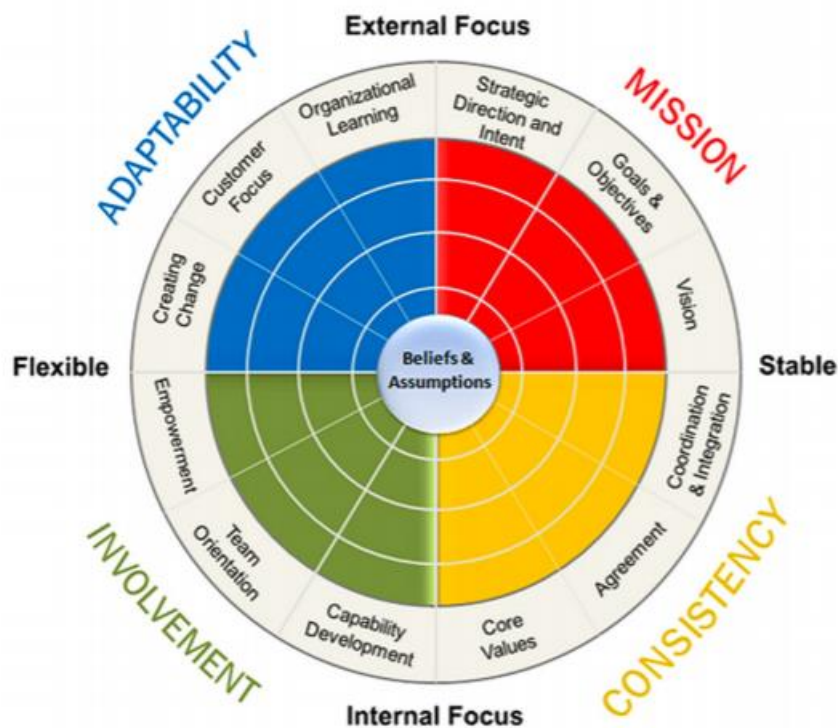 External Focus
ADAPTABILITY
MISSION
Organizational
Learning
Strategic
Direction and
Intent
Customer
Focus
Goals &
Objectives
Creating
Change
Vision
Flexible
Beliefs &
Assumptions
Stable
Empowerment
Coordination
& Integration
Team
Orientation
Agreement
Capability
Development
Core
Values
INVOLVEMENT
CONSISTENCY
Internal Focus